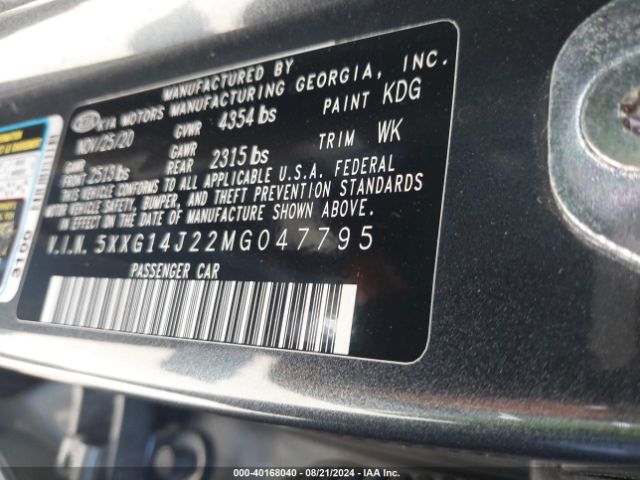 MANUFACTURED BY
KIA MOTORS MANUFACTURING GEORGIA, INC.
NOV/25/20 GVWR 4354 lbs PAINT KDG
GAWR FRONT 2513 lbs GAWR REAR 2315 lbs TRIM WK
THIS VEHICLE CONFORMS TO ALL APPLICABLE U.S.A. FEDERAL
MOTOR VEHICLE SAFETY, BUMPER, AND THEFT PREVENTION STANDARDS
IN EFFECT ON THE DATE OF MANUFACTURE SHOWN ABOVE.
V.I.N. 5XXG14J22MG047795
PASSENGER CAR
3100
000-40168040 • 08/21/2024 • IAA Inc.